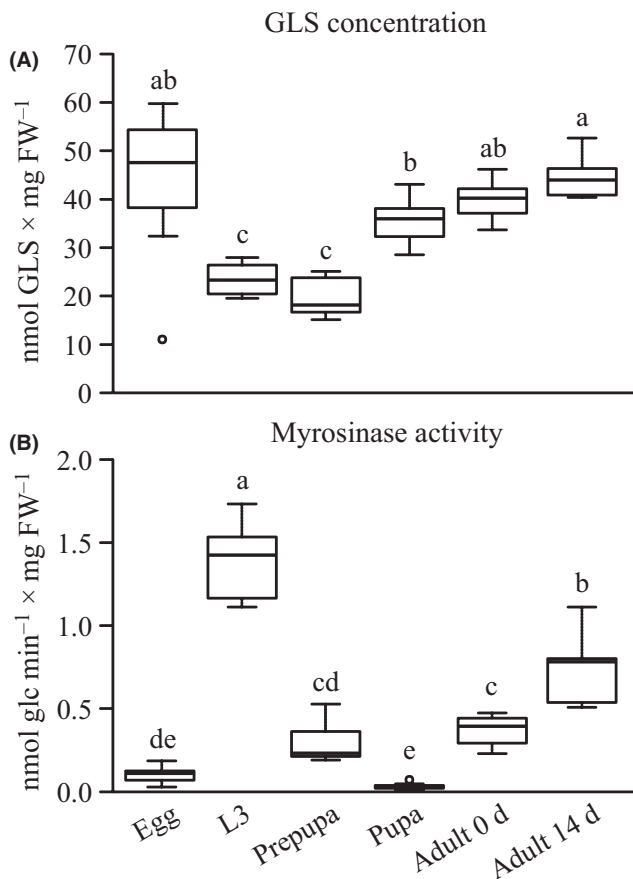 GLS concentration
(A)
ab
c
c
b
ab
a
70
60
50
40
30
20
10
0
nmol GLS × mg FW⁻¹
Myrosinase activity
(B)
de
a
cd
e
c
b
2.0
1.5
1.0
0.5
0.0
nmol glc min⁻¹ × mg FW⁻¹
Egg
L3
Prepupa
Pupa
Adult 0 d
Adult 14 d